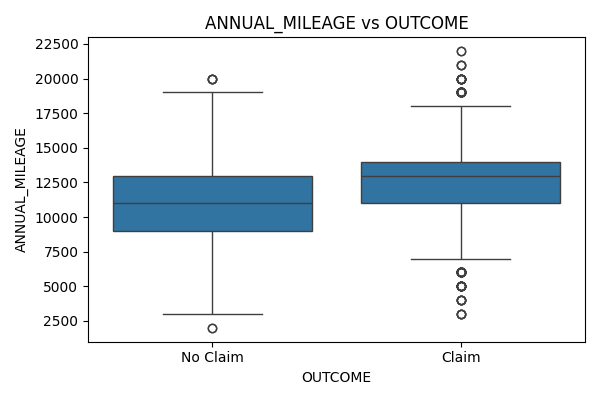 ANNUAL_MILEAGE vs OUTCOME
22500
20000
17500
15000
12500
10000
7500
5000
2500
ANNUAL_MILEAGE
No Claim
Claim
OUTCOME